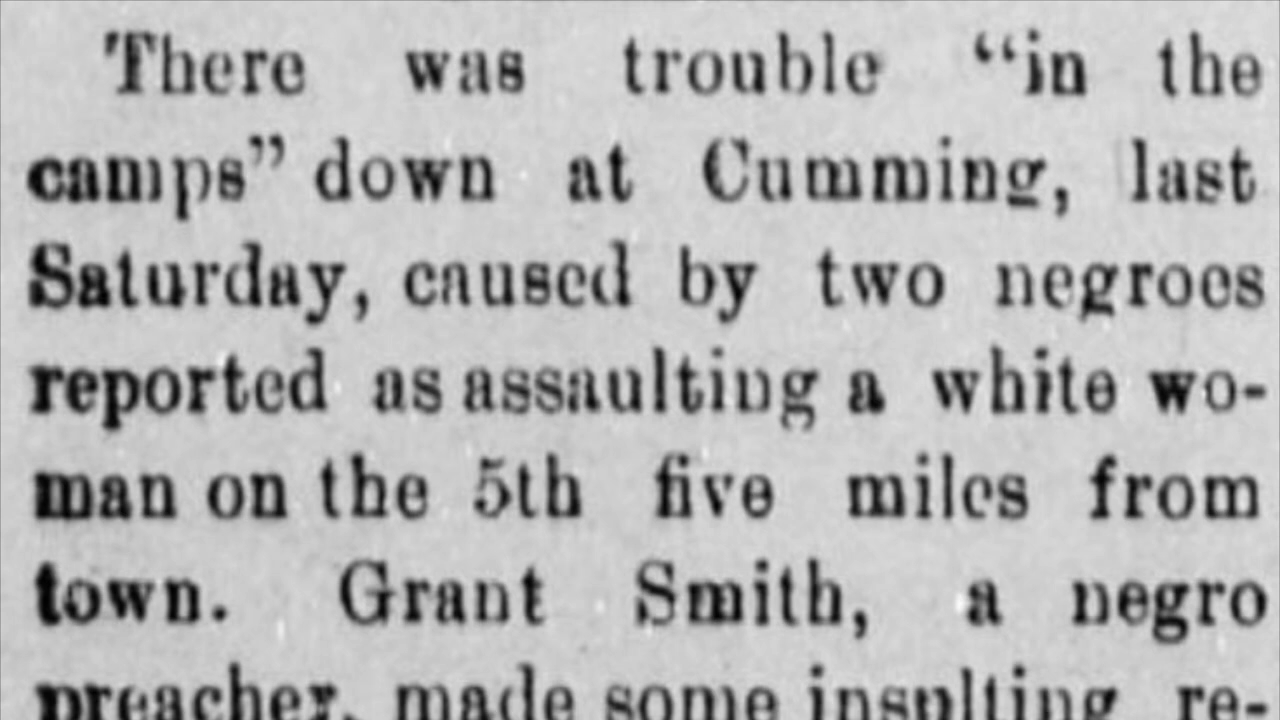 There was trouble “in the
camps” down at Cumming, last
Saturday, caused by two negroes
reported as assaulting a white wo-
man on the 5th five miles from
town. Grant Smith, a negro
preacher, made some insulting re-